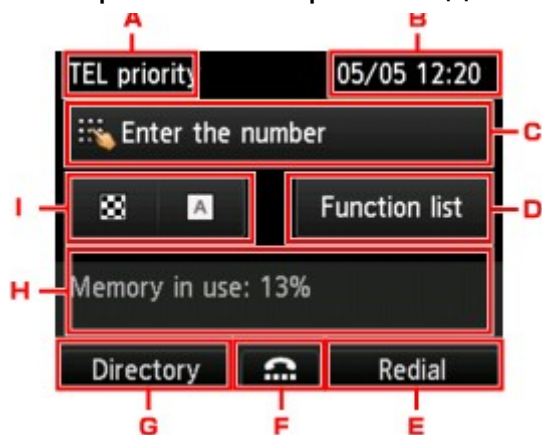 A B
TEL priority 05/05 12:20
Enter the number C
I A Function list D
H Memory in use: 13%
Directory Redial
G F E